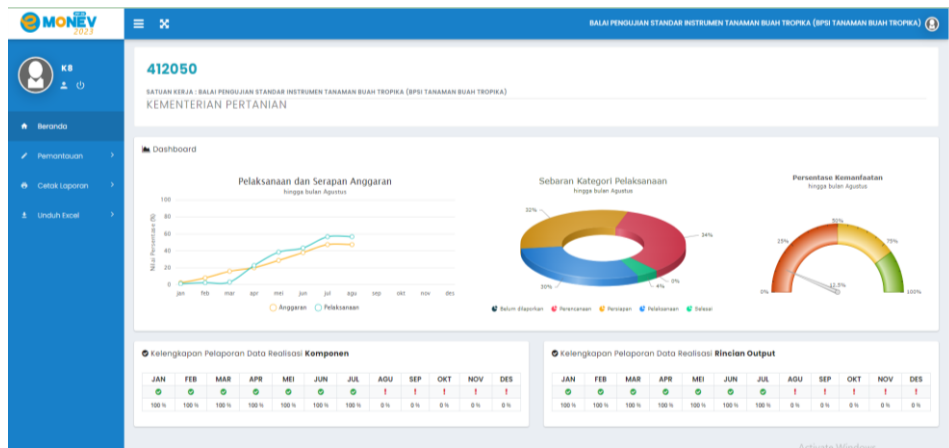 e MONEV
2023
BALAI PENGUJIAN STANDAR INSTRUMEN TANAMAN BUAH TROPIKA (BPSI TANAMAN BUAH TROPIKA)
K8
Beranda
Pemantauan
Cetak Laporan
Unduh Excel
412050
SATUAN KERJA : BALAI PENGUJIAN STANDAR INSTRUMEN TANAMAN BUAH TROPIKA (BPSI TANAMAN BUAH TROPIKA)
KEMENTERIAN PERTANIAN
Dashboard
Pelaksanaan dan Serapan Anggaran
hingga bulan Agustus
Nilai Persentase (%)
100
80
60
40
20
0
jan feb mar apr mei jun jul agu sep okt nov des
Anggaran Pelaksanaan
Sebaran Kategori Pelaksanaan
hingga bulan Agustus
32%
34%
30%
4%
0%
Belum dilaporkan Perencanaan Persiapan Pelaksanaan Selesai
Persentase Kemanfaatan
hingga bulan Agustus
0%
25%
50%
75%
100%
Kelengkapan Pelaporan Data Realisasi Komponen
JAN FEB MAR APR MEI JUN JUL AGU SEP OKT NOV DES
! ! ! ! !
100 % 100 % 100 % 100 % 100 % 100 % 100 % 0 % 0 % 0 % 0 % 0 %
Kelengkapan Pelaporan Data Realisasi Rincian Output
JAN FEB MAR APR MEI JUN JUL AGU SEP OKT NOV DES
! ! ! ! !
100 % 100 % 100 % 100 % 100 % 100 % 100 % 0 % 0 % 0 % 0 % 0 %
Activate Windows